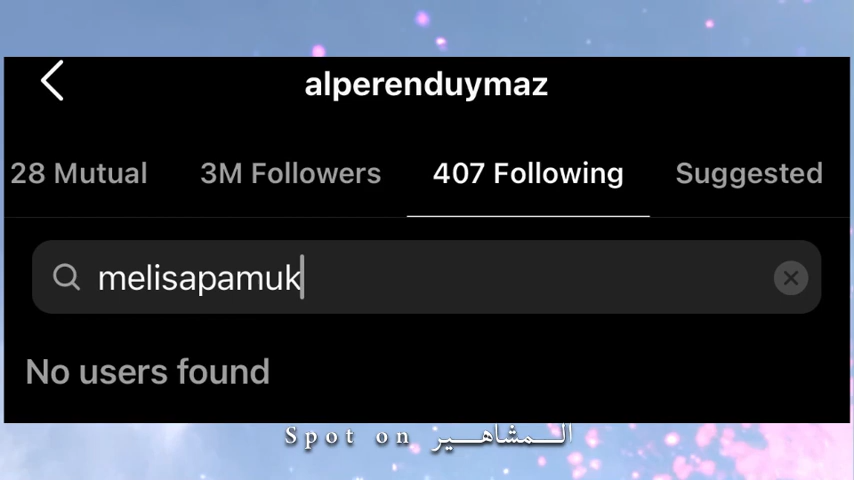 alperenduymaz
28 Mutual 3M Followers 407 Following Suggested
melisapamuk
No users found
Spot on المشاهير